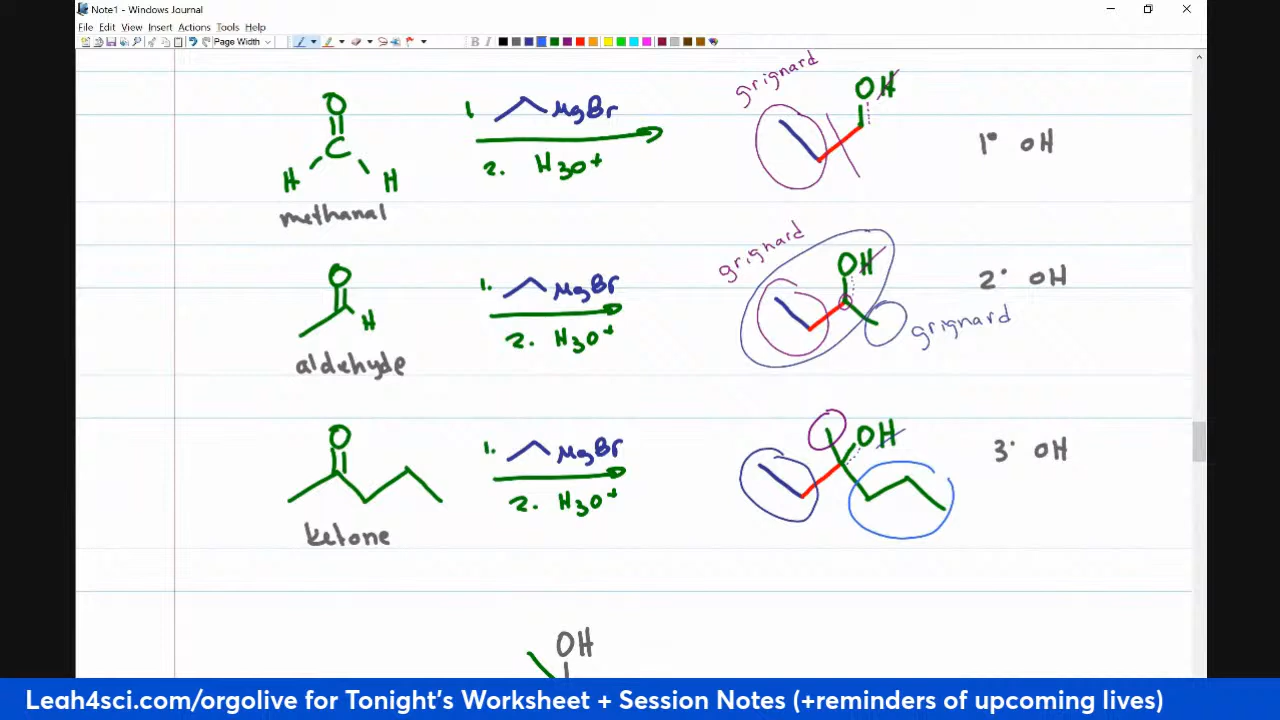 Note1 - Windows Journal
File Edit View Insert Actions Tools Help
Page Width B I
grignard
O
C
H H
methanal
1. MgBr
2. H3O+
OH
1° OH
grignard
O
H
aldehyde
1. MgBr
2. H3O+
OH
grignard
2° OH
O
ketone
1. MgBr
2. H3O+
OH
3° OH
OH
Leah4sci.com/orgolive for Tonight's Worksheet + Session Notes (+reminders of upcoming lives)